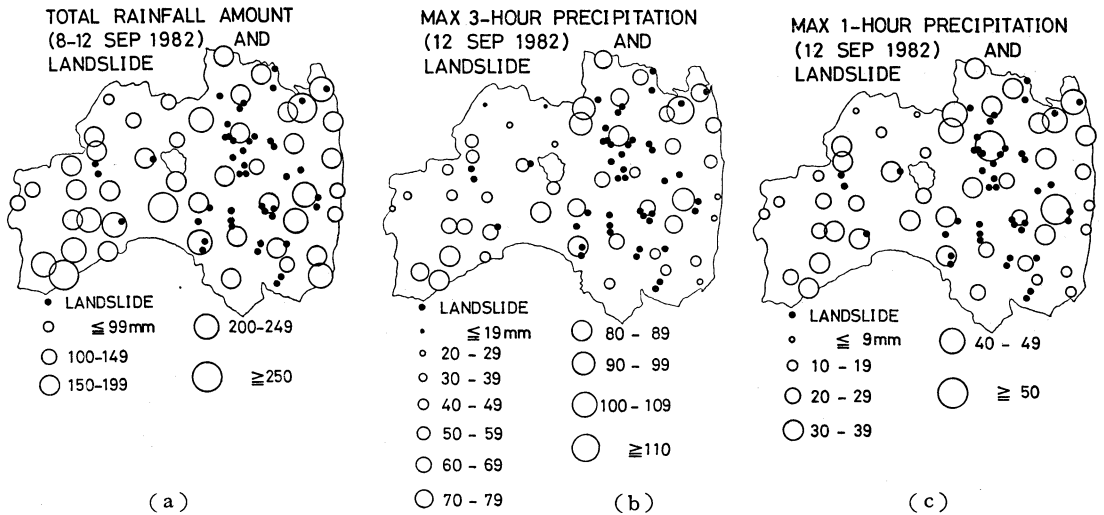 TOTAL RAINFALL AMOUNT
(8-12 SEP 1982) AND
LANDSLIDE
LANDSLIDE
≦99mm
100-149
150-199
200-249
≧250
(a)
MAX 3-HOUR PRECIPITATION
(12 SEP 1982) AND
LANDSLIDE
LANDSLIDE
≦19mm
20 - 29
30 - 39
40 - 49
50 - 59
60 - 69
70 - 79
80 - 89
90 - 99
100 - 109
≧110
(b)
MAX 1-HOUR PRECIPITATION
(12 SEP 1982) AND
LANDSLIDE
LANDSLIDE
≦ 9mm
10 - 19
20 - 29
30 - 39
40 - 49
≧ 50
(c)